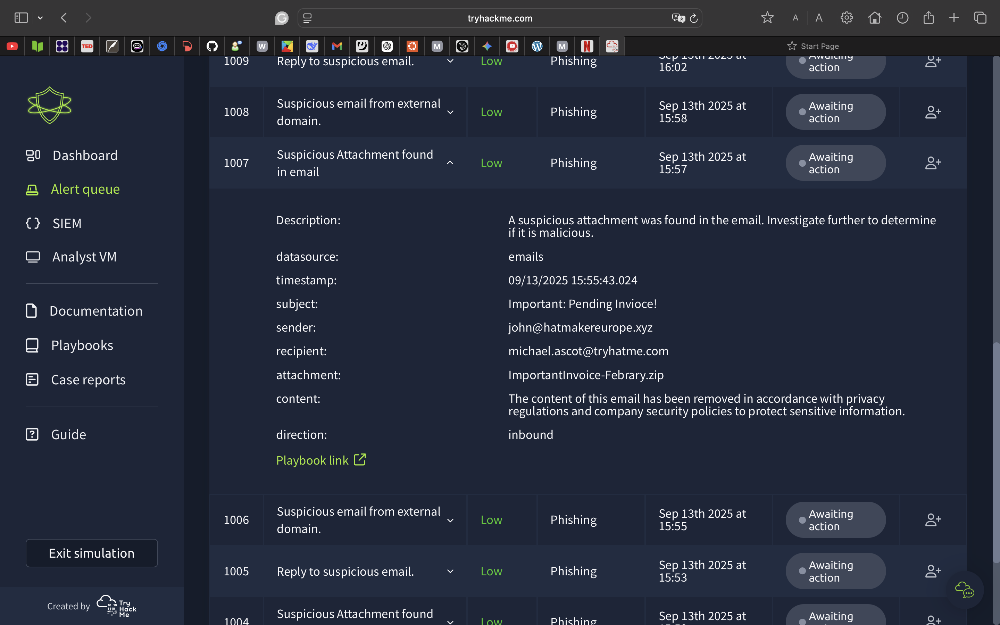 tryhackme.com
A
A
TED
W
M
M
Start Page
1009
Reply to suspicious email.
Low
Phishing
Sep 13th 2025 at
16:02
Awaiting
action
1008
Suspicious email from external
domain.
Low
Phishing
Sep 13th 2025 at
15:58
Awaiting
action
1007
Suspicious Attachment found
in email
Low
Phishing
Sep 13th 2025 at
15:57
Awaiting
action
Description:
A suspicious attachment was found in the email. Investigate further to determine
if it is malicious.
datasource:
emails
timestamp:
09/13/2025 15:55:43.024
subject:
Important: Pending Invioce!
sender:
john@hatmakereurope.xyz
recipient:
michael.ascot@tryhatme.com
attachment:
ImportantInvoice-Febrary.zip
content:
The content of this email has been removed in accordance with privacy
regulations and company security policies to protect sensitive information.
direction:
inbound
Playbook link
1006
Suspicious email from external
domain.
Low
Phishing
Sep 13th 2025 at
15:55
Awaiting
action
1005
Reply to suspicious email.
Low
Phishing
Sep 13th 2025 at
15:53
Awaiting
action
1004
Suspicious Attachment found
Low
Phishing
Sep 13th 2025 at
Awaiting
Dashboard
Alert queue
SIEM
Analyst VM
Documentation
Playbooks
Case reports
Guide
Exit simulation
Created by
Try
Hack
Me